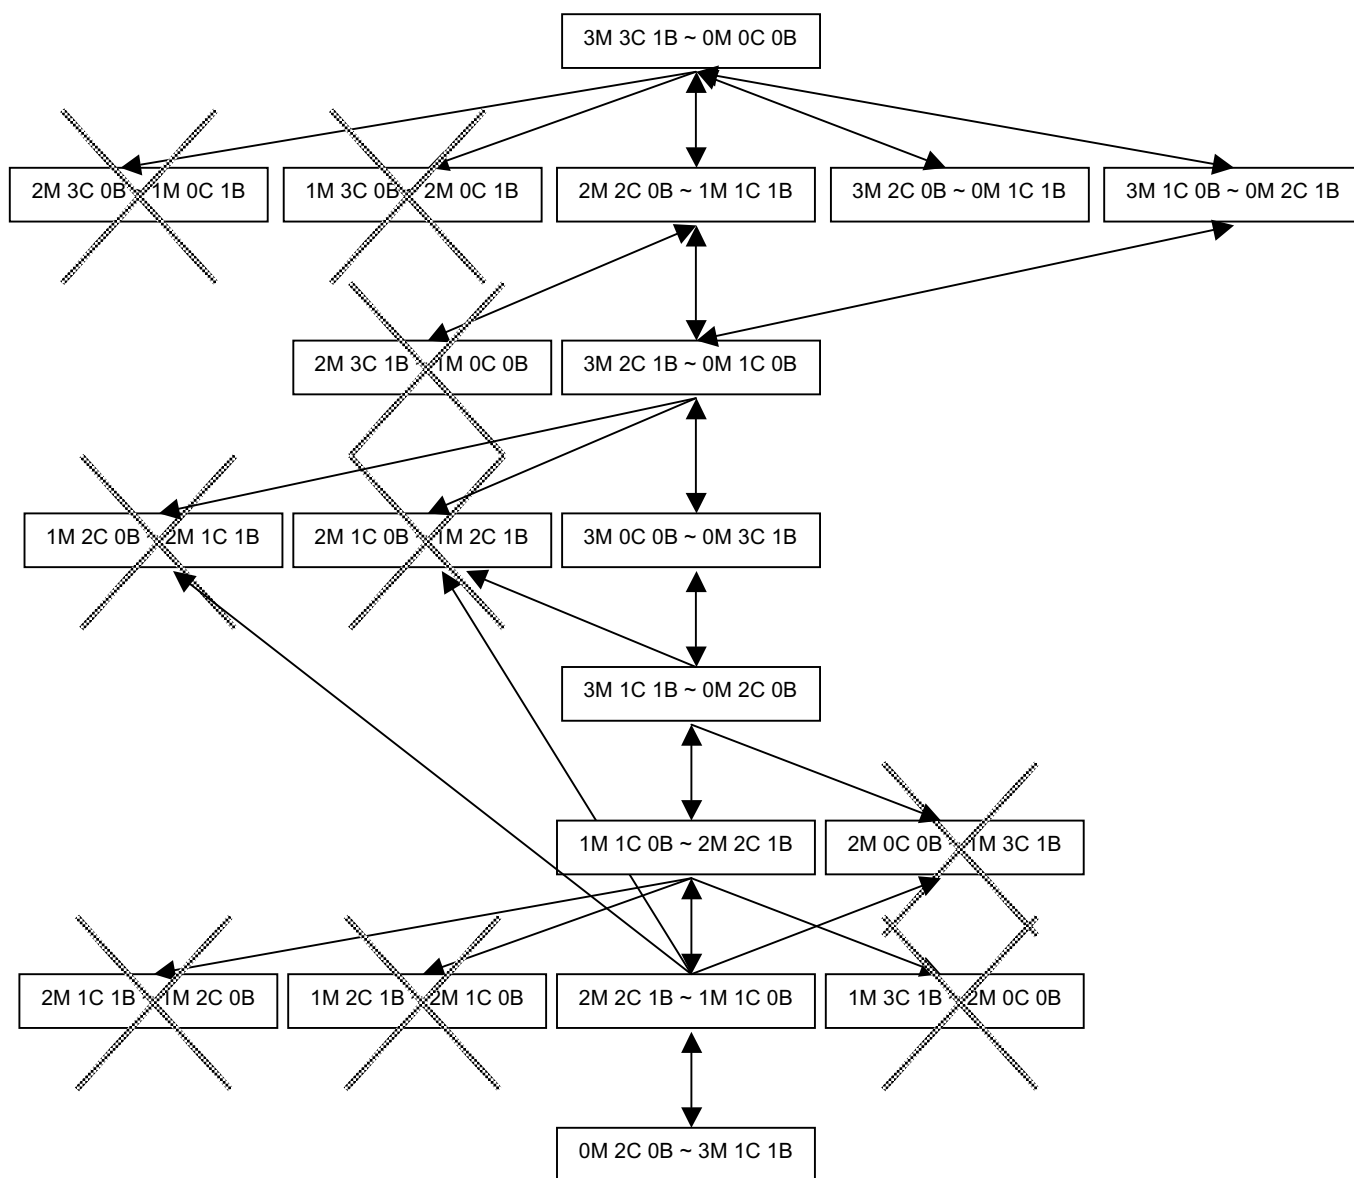 3M 3C 1B ~ 0M 0C 0B
2M 3C 0B ~ 1M 0C 1B
1M 3C 0B ~ 2M 0C 1B
2M 2C 0B ~ 1M 1C 1B
3M 2C 0B ~ 0M 1C 1B
3M 1C 0B ~ 0M 2C 1B
2M 3C 1B ~ 1M 0C 0B
3M 2C 1B ~ 0M 1C 0B
1M 2C 0B ~ 2M 1C 1B
2M 1C 0B ~ 1M 2C 1B
3M 0C 0B ~ 0M 3C 1B
3M 1C 1B ~ 0M 2C 0B
1M 1C 0B ~ 2M 2C 1B
2M 0C 0B ~ 1M 3C 1B
2M 1C 1B ~ 1M 2C 0B
1M 2C 1B ~ 2M 1C 0B
2M 2C 1B ~ 1M 1C 0B
1M 3C 1B ~ 2M 0C 0B
0M 2C 0B ~ 3M 1C 1B